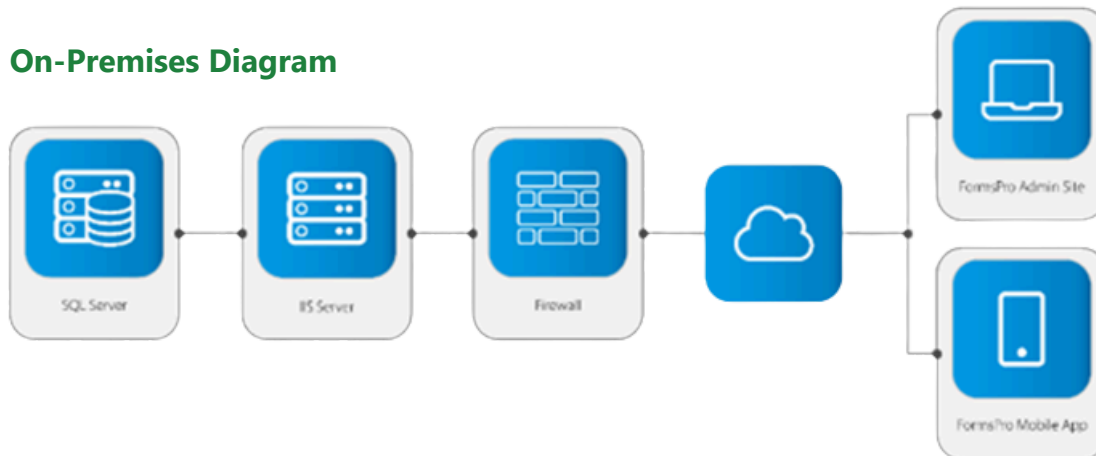 On-Premises Diagram
SQL Server
IIS Server
Firewall
FormsPro Admin Site
FormsPro Mobile App